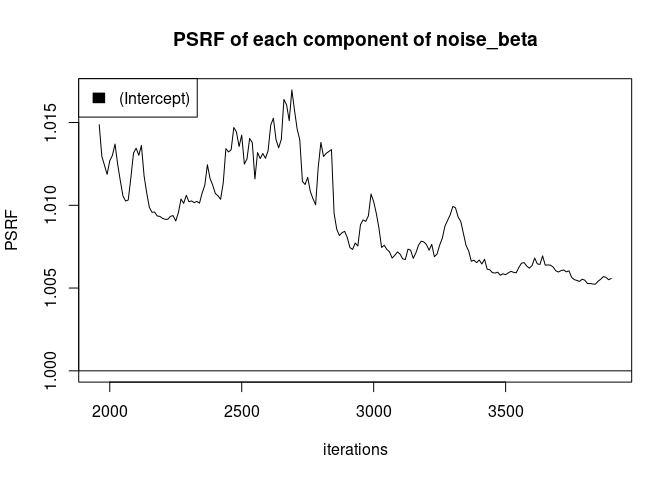 PSRF of each component of noise_beta
(Intercept)
PSRF
1.015
1.010
1.005
1.000
2000 2500 3000 3500
iterations